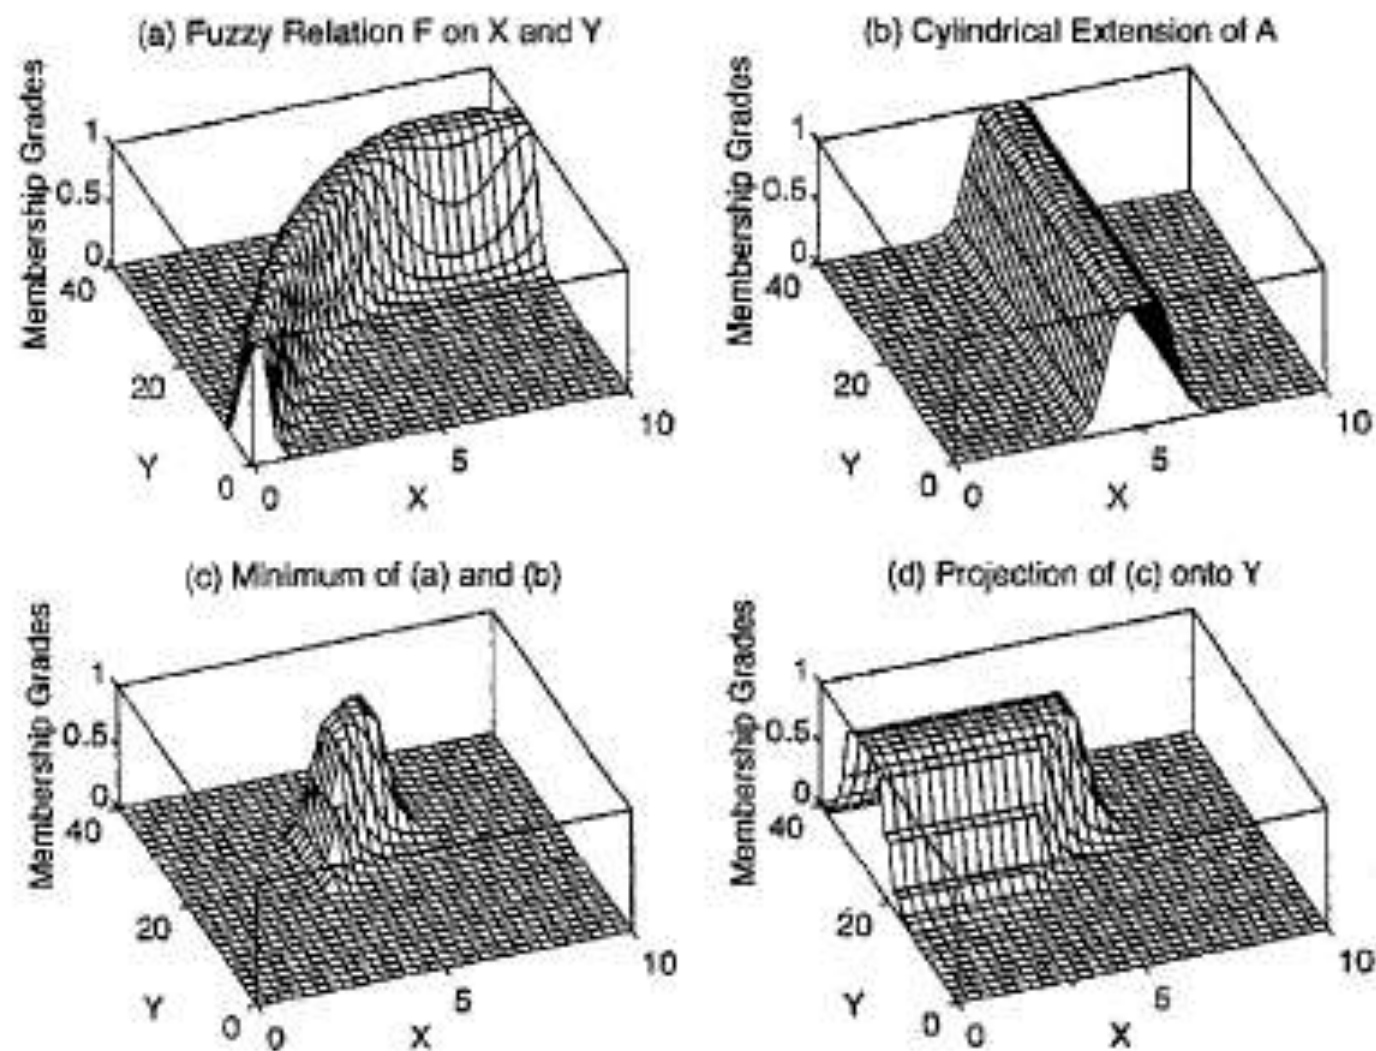 (a) Fuzzy Relation F on X and Y
Membership Grades
1
0.5
0
40
20
0
Y
0
5
10
X
(b) Cylindrical Extension of A
Membership Grades
1
0.5
0
40
20
0
Y
0
5
10
X
(c) Minimum of (a) and (b)
Membership Grades
1
0.5
0
40
20
0
Y
0
5
10
X
(d) Projection of (c) onto Y
Membership Grades
1
0.5
0
40
20
0
Y
0
5
10
X